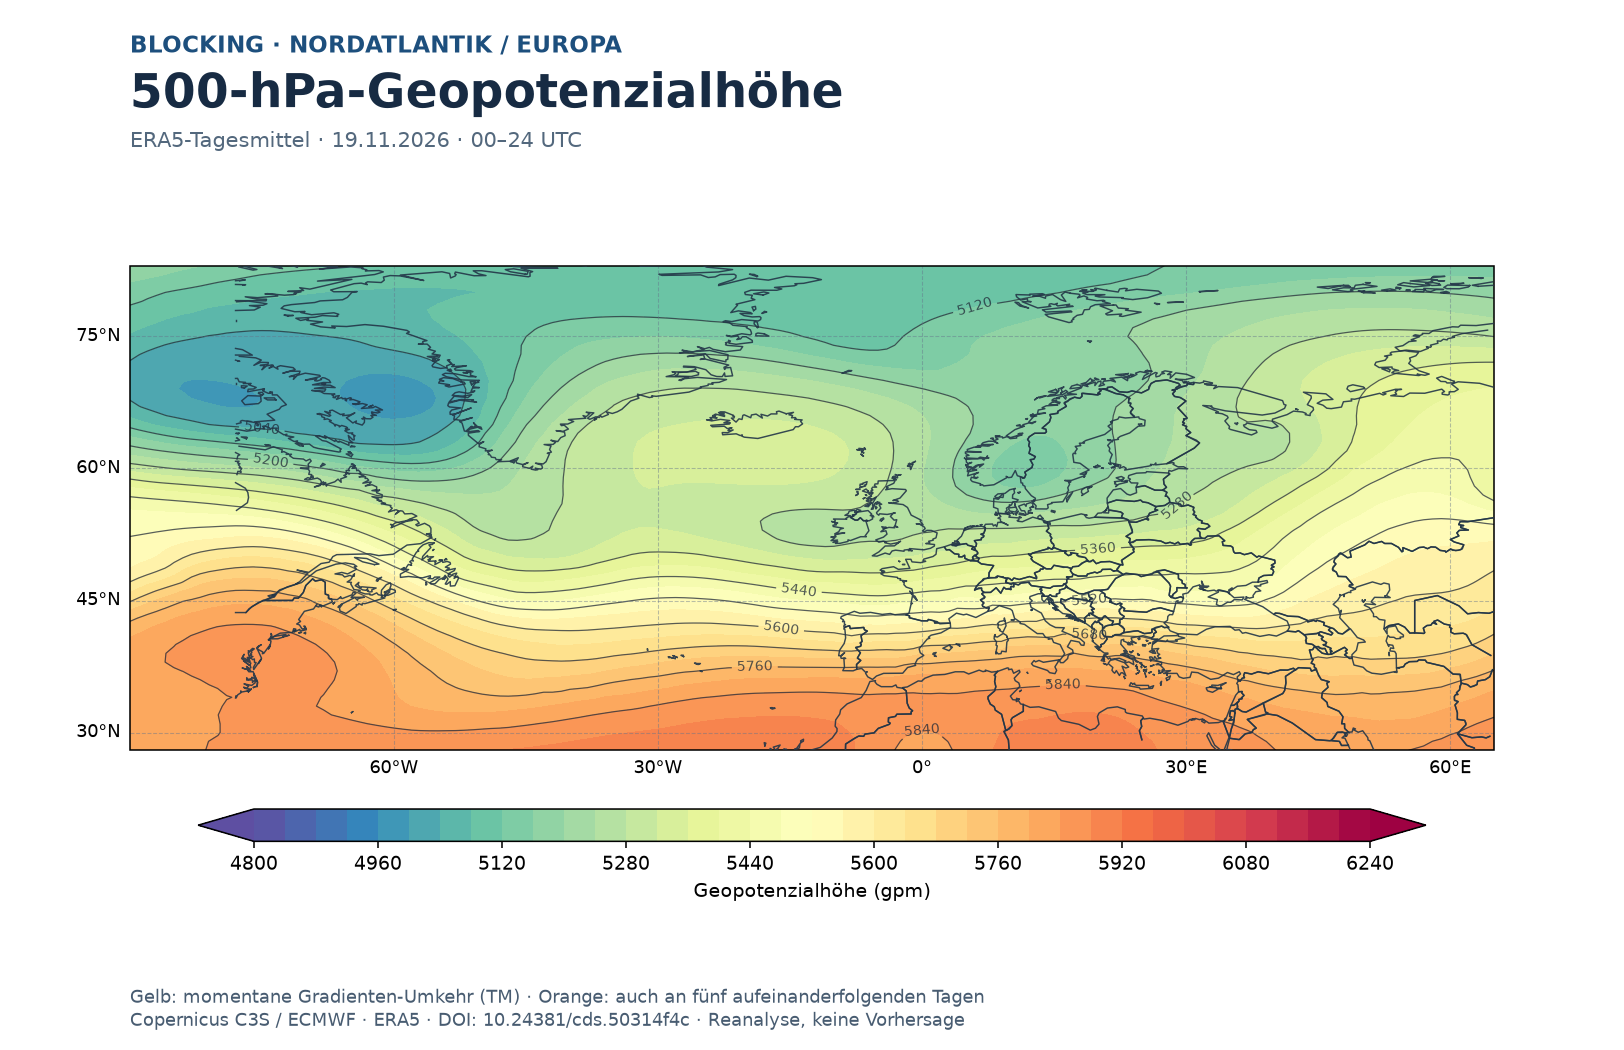 BLOCKING · NORDATLANTIK / EUROPA
500-hPa-Geopotenzialhöhe
ERA5-Tagesmittel · 19.11.2026 · 00–24 UTC
5120
75°N
5040
5200
60°N
5280
5360
5440
45°N
5520
5600
5680
5760
5840
30°N
5840
60°W
30°W
0°
30°E
60°E
4800
4960
5120
5280
5440
5600
5760
5920
6080
6240
Geopotenzialhöhe (gpm)
Gelb: momentane Gradienten-Umkehr (TM) · Orange: auch an fünf aufeinanderfolgenden Tagen
Copernicus C3S / ECMWF · ERA5 · DOI: 10.24381/cds.50314f4c · Reanalyse, keine Vorhersage